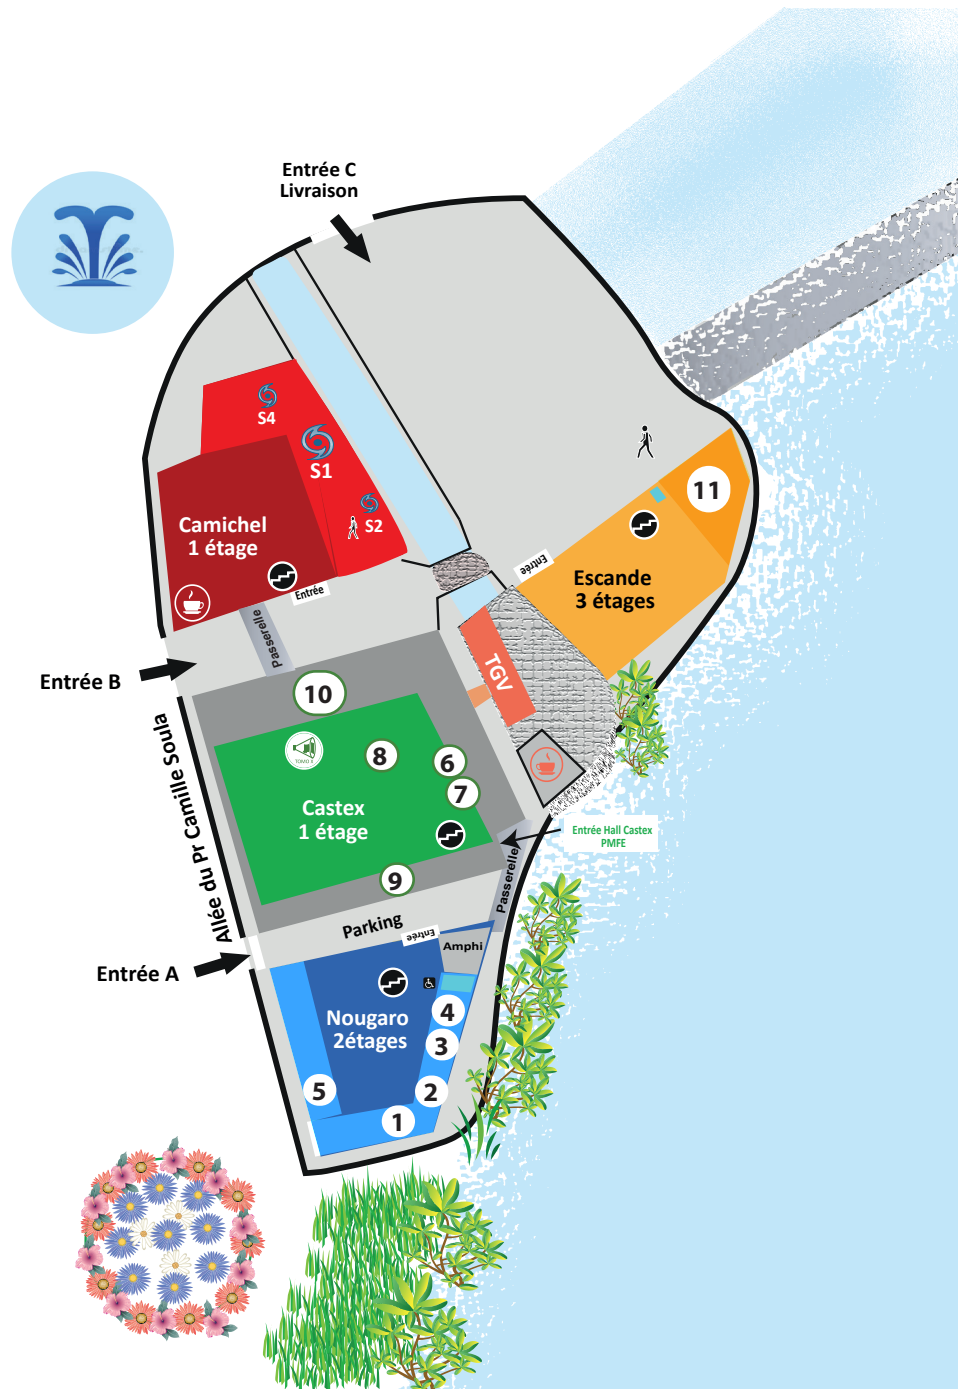 Entrée C
Livraison
S4
S1
S2
Camichel
1 étage
Entrée
Passerelle
11
Entrée
Escande
3 étages
Entrée B
TGV
10
TOMO X
8
6
7
Castex
1 étage
Entrée Hall Castex
PMFE
9
Allée du Pr Camille Soula
Passerelle
Parking
Entrée
Amphi
Entrée A
Nougaro
2étages
4
3
5
2
1